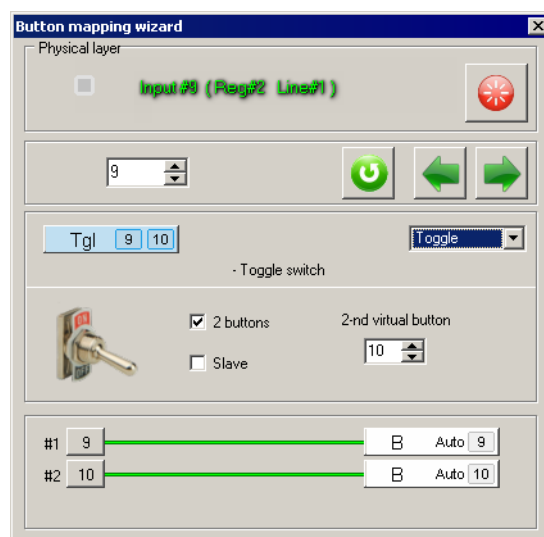 Button mapping wizard
Physical layer
Input #9 ( Reg#2 Line#1 )
9
Tgl 9 10
Toggle
- Toggle switch
2 buttons
2-nd virtual button
ON
Slave
10
#1 9 B Auto 9
#2 10 B Auto 10